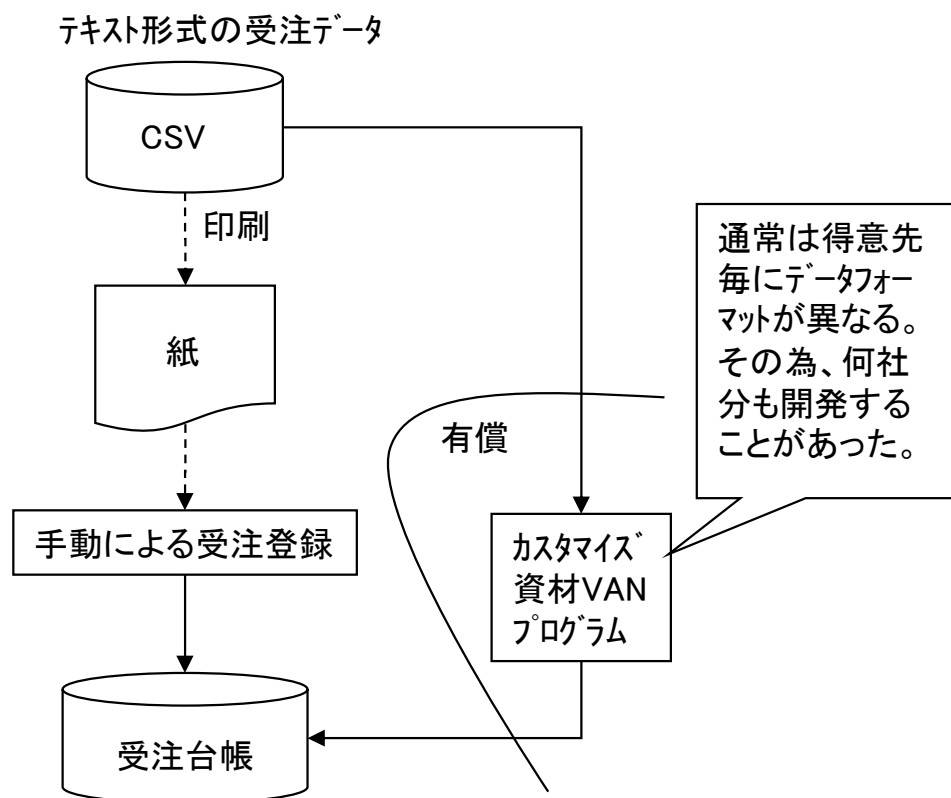 ﾃｷｽﾄ形式の受注ﾃﾞｰﾀ
CSV
印刷
紙
手動による受注登録
受注台帳
有償
ｶｽﾀﾏｲｽﾞ
資材VAN
ﾌﾟﾛｸﾞﾗﾑ
通常は得意先
毎にﾃﾞｰﾀﾌｫｰ
ﾏｯﾄが異なる。
その為、何社
分も開発する
ことがあった。